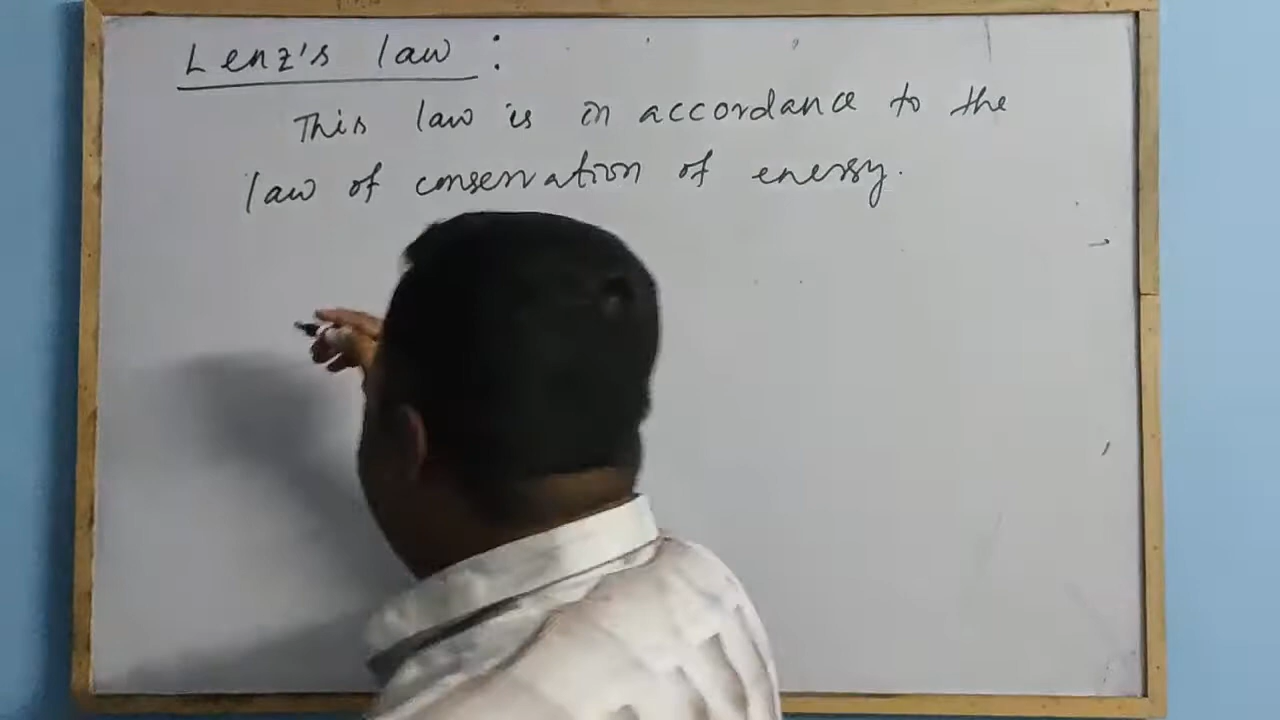 Lenz's law :
This law is in accordance to the
law of conservation of energy.